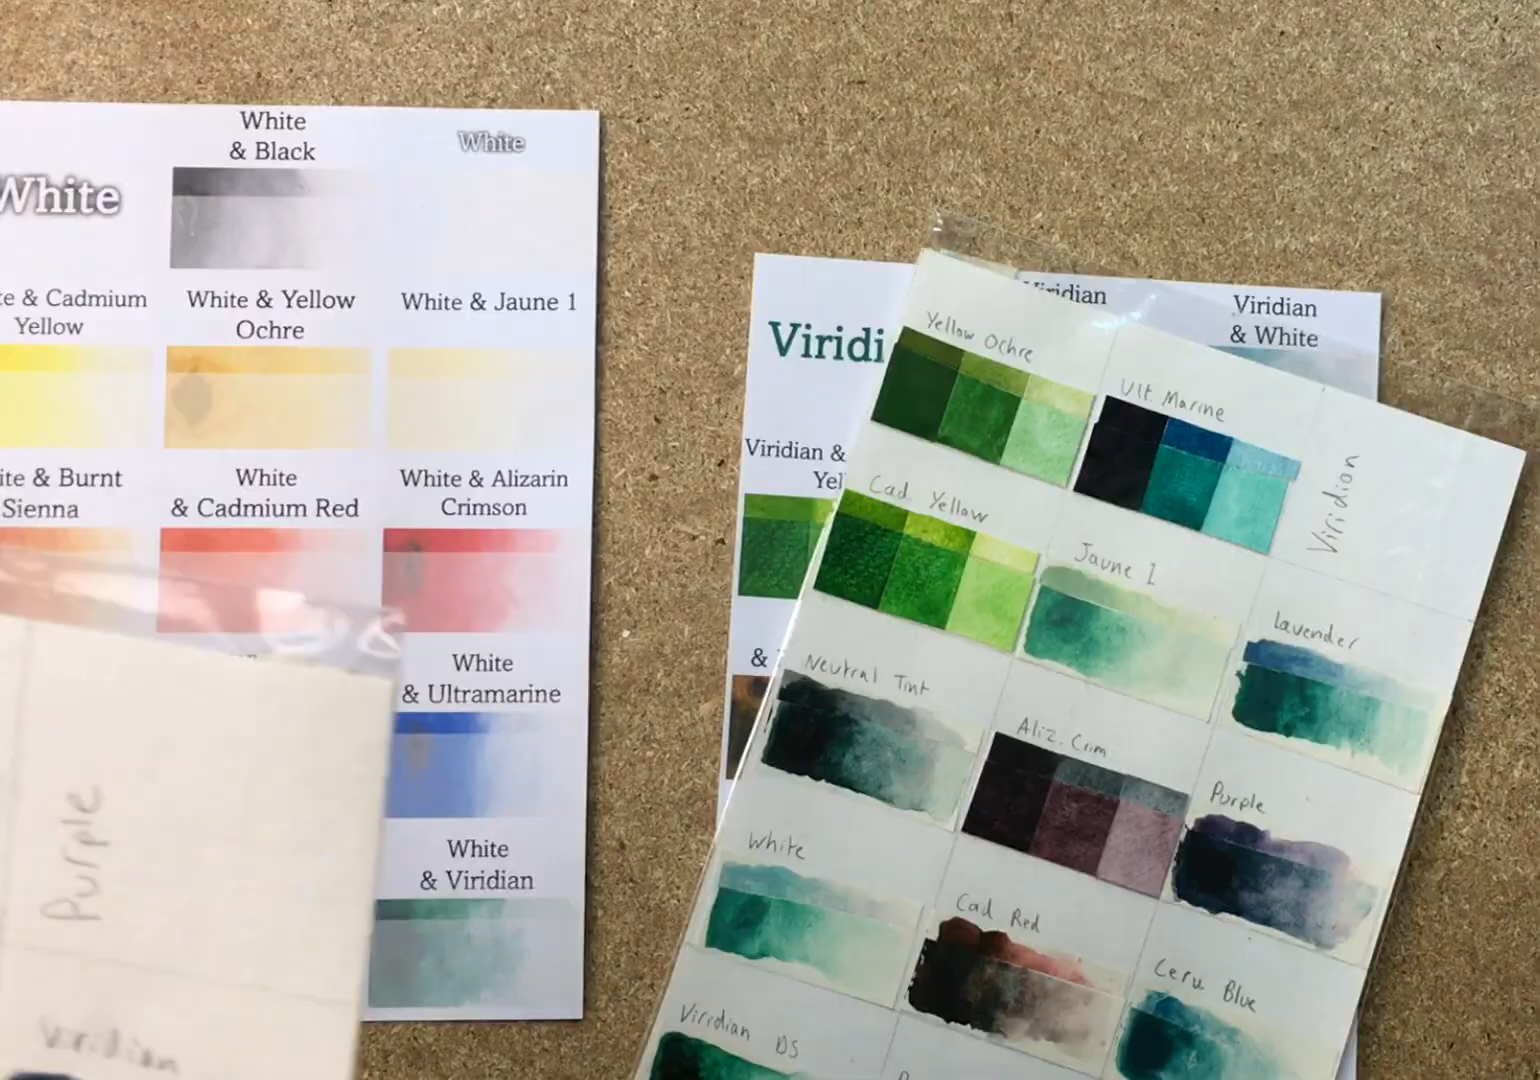 White
White
& Black
White
te & Cadmium
Yellow
White & Yellow
Ochre
White & Jaune 1
ite & Burnt
Sienna
White
& Cadmium Red
White & Alizarin
Crimson
White
& Ultramarine
White
& Viridian
Purple
Viridian
Viridi
Viridian
Viridian
& White
Viridian &
Yel
&
Yellow Ochre
Ult. Marine
Viridian
Cad. Yellow
Jaune 1
Lavender
Neutral Tint
Aliz. Crim
Purple
White
Cad Red
Ceru Blue
Viridian DS